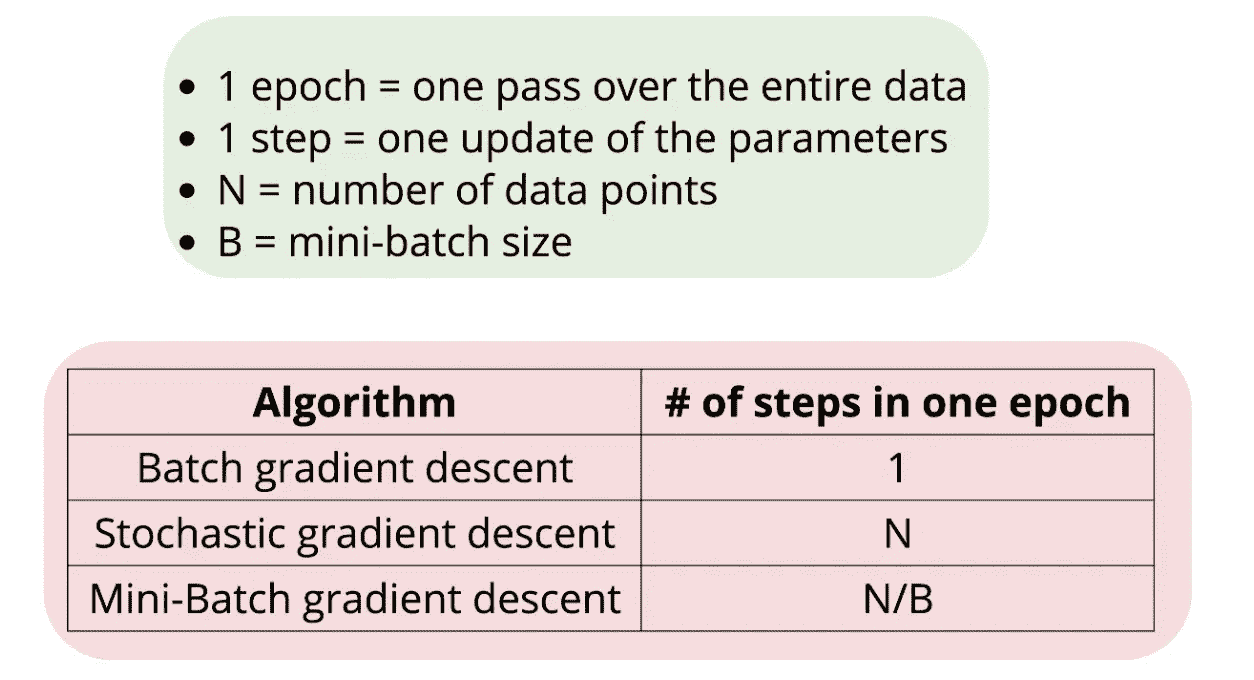 • 1 epoch = one pass over the entire data
• 1 step = one update of the parameters
• N = number of data points
• B = mini-batch size
Algorithm # of steps in one epoch
Batch gradient descent 1
Stochastic gradient descent N
Mini-Batch gradient descent N/B